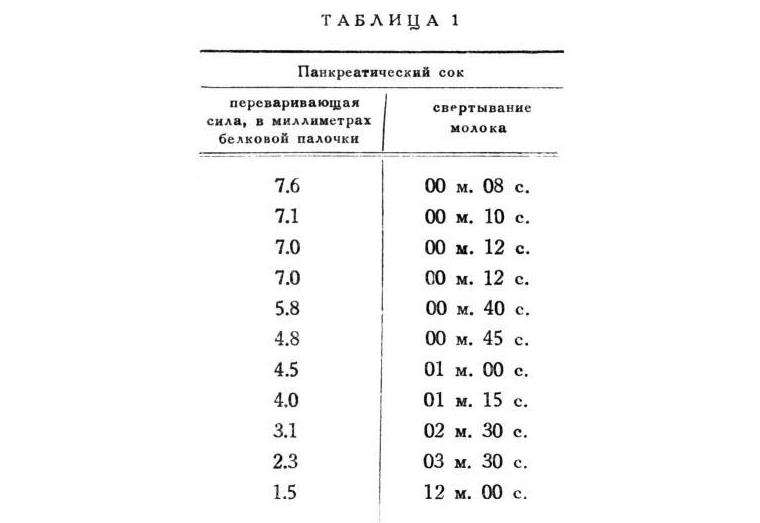 ТАБЛИЦА 1
Панкреатический сок
переваривающая сила, в миллиметрах белковой палочки | свертывание молока
7.6 00 м. 08 с.
7.1 00 м. 10 с.
7.0 00 м. 12 с.
7.0 00 м. 12 с.
5.8 00 м. 40 с.
4.8 00 м. 45 с.
4.5 01 м. 00 с.
4.0 01 м. 15 с.
3.1 02 м. 30 с.
2.3 03 м. 30 с.
1.5 12 м. 00 с.